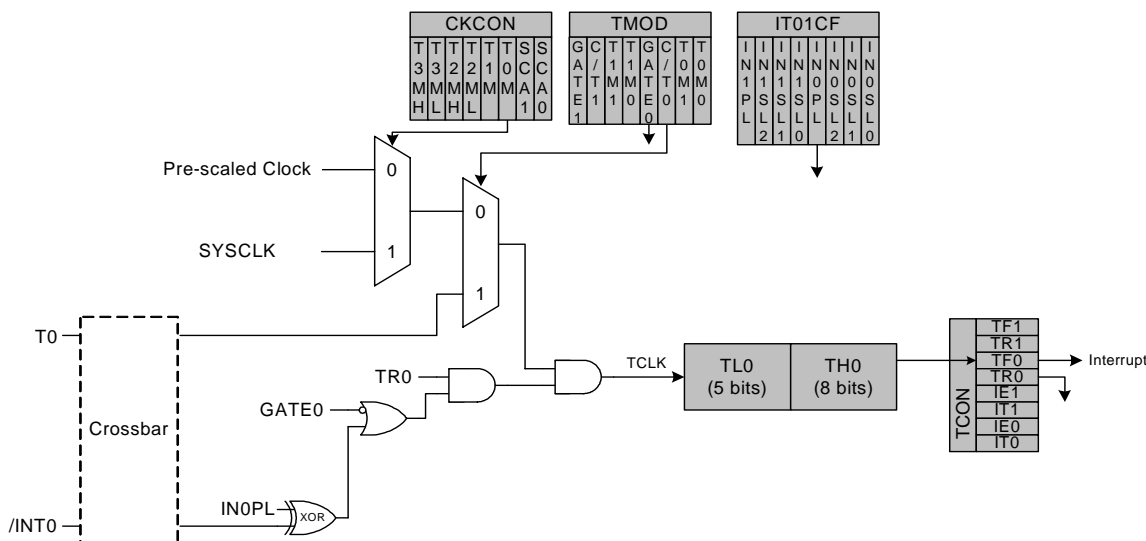 CKCON
T3MH
T3ML
T2MH
T2ML
T1M
T0M
SCA1
SCA0
TMOD
GATE1
C/T1
T1M1
T1M0
GATE0
C/T0
T0M1
T0M0
IT01CF
IN1PL
IN1SL2
IN1SL1
IN1SL0
IN0PL
IN0SL2
IN0SL1
IN0SL0
Pre-scaled Clock
0
SYSCLK
1
0
1
T0
Crossbar
/INT0
TR0
GATE0
IN0PL
XOR
TCLK
TL0
(5 bits)
TH0
(8 bits)
TCON
TF1
TR1
TF0
TR0
IE1
IT1
IE0
IT0
Interrupt